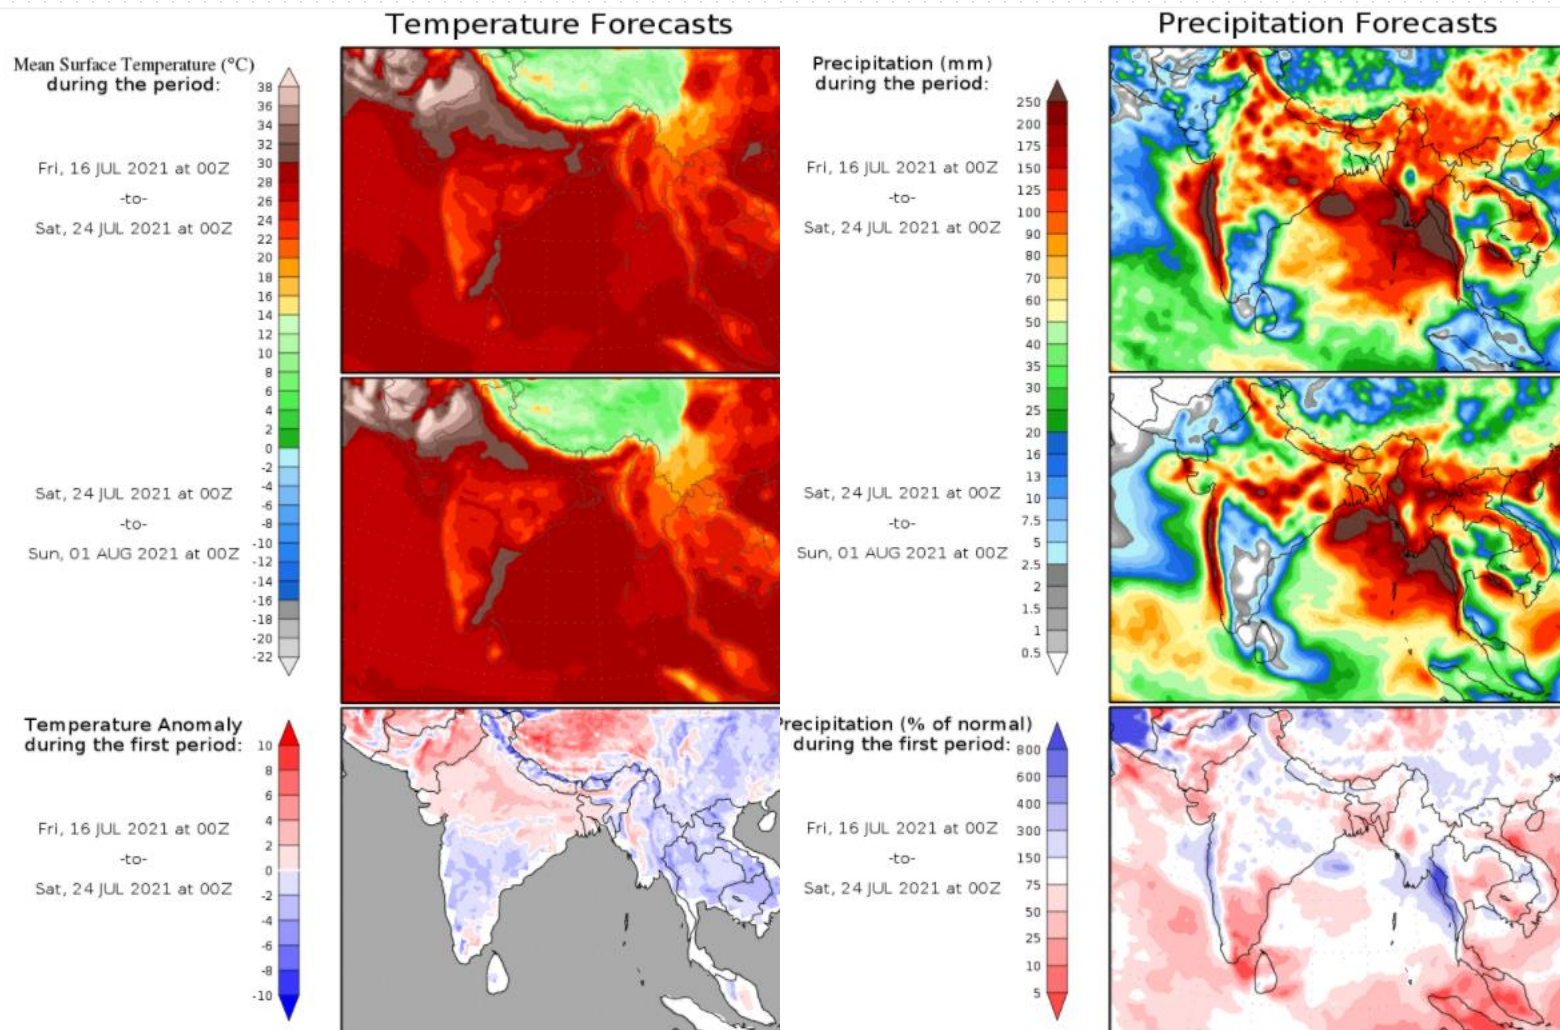 Temperature Forecasts
Mean Surface Temperature (°C)
during the period:
38
36
34
32
30
28
26
24
22
20
18
16
14
12
10
8
6
4
2
0
-2
-4
-6
-8
-10
-12
-14
-16
-18
-20
-22
Fri, 16 JUL 2021 at 00Z
-to-
Sat, 24 JUL 2021 at 00Z
Sat, 24 JUL 2021 at 00Z
-to-
Sun, 01 AUG 2021 at 00Z
Temperature Anomaly
during the first period:
10
8
6
4
2
0
-2
-4
-6
-8
-10
Fri, 16 JUL 2021 at 00Z
-to-
Sat, 24 JUL 2021 at 00Z
Precipitation Forecasts
Precipitation (mm)
during the period:
250
200
175
150
125
100
90
80
70
60
50
40
35
30
25
20
16
13
10
7.5
5
2.5
2
1.5
1
0.5
Fri, 16 JUL 2021 at 00Z
-to-
Sat, 24 JUL 2021 at 00Z
Sat, 24 JUL 2021 at 00Z
-to-
Sun, 01 AUG 2021 at 00Z
Precipitation (% of normal)
during the first period:
800
600
400
300
150
75
50
25
10
5
Fri, 16 JUL 2021 at 00Z
-to-
Sat, 24 JUL 2021 at 00Z